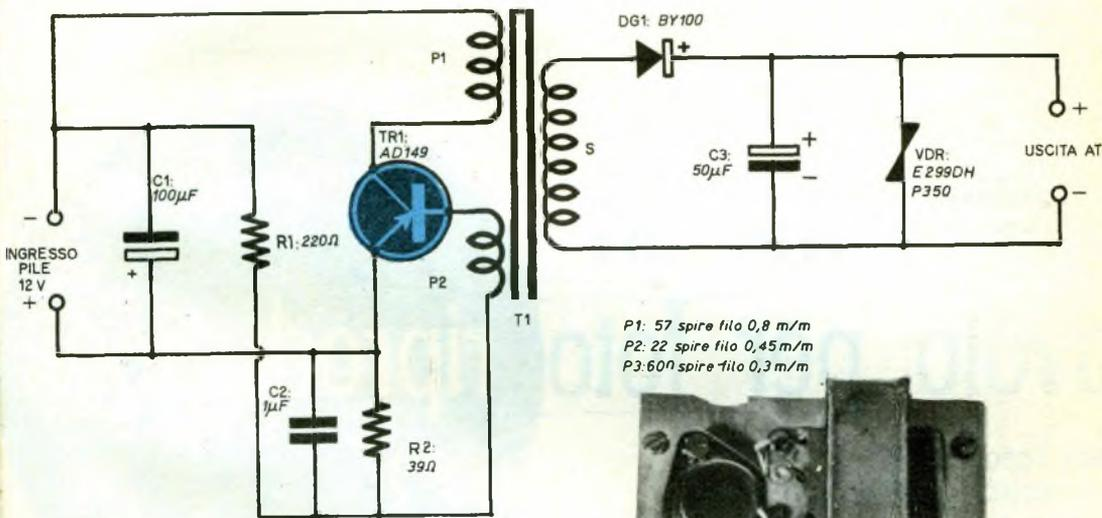 P1
DG1: BY100
+
TR1:
AD149
S
C1:
100µF
R1: 220Ω
C3:
50µF
+
-
VDR:
E299DH
P350
+
USCITA AT
-
-
INGRESSO
PILE
12 V
+
+
P2
T1
P1: 57 spire filo 0,8 m/m
P2: 22 spire filo 0,45 m/m
P3: 600 spire filo 0,3 m/m
C2:
1µF
R2:
39Ω